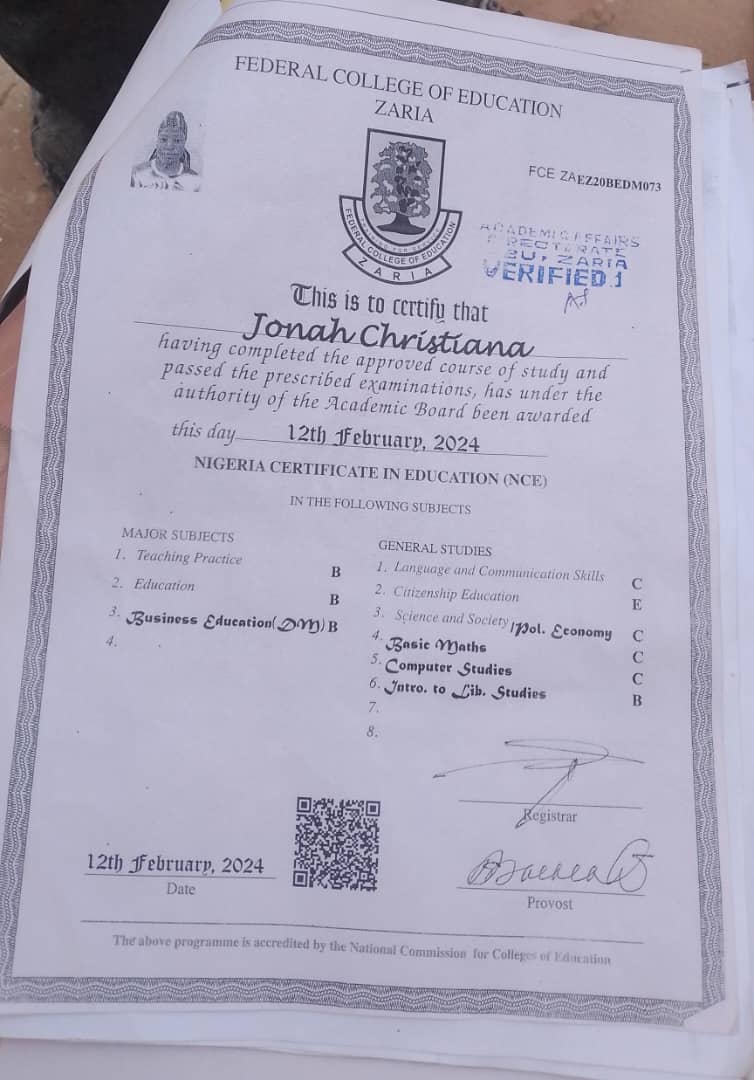 FEDERAL COLLEGE OF EDUCATION
ZARIA
FCE ZAEZ20BEDM073
TRAINING FOR SERVICE
FEDERAL COLLEGE OF EDUCATION
ZARIA
ACADEMIC AFFAIRS
DIRECTORATE
ZARIA
VERIFIED
This is to certify that
Jonah Christiana
having completed the approved course of study and
passed the prescribed examinations, has under the
authority of the Academic Board been awarded
this day 12th February, 2024
NIGERIA CERTIFICATE IN EDUCATION (NCE)
IN THE FOLLOWING SUBJECTS
MAJOR SUBJECTS
1. Teaching Practice B
2. Education B
3. Business Education(DM) B
4.
GENERAL STUDIES
1. Language and Communication Skills C
2. Citizenship Education E
3. Science and Society/Pol. Economy C
4. Basic Maths C
5. Computer Studies C
6. Intro. to Lib. Studies B
7.
8.
Registrar
12th February, 2024
Date
Provost
The above programme is accredited by the National Commission for Colleges of Education